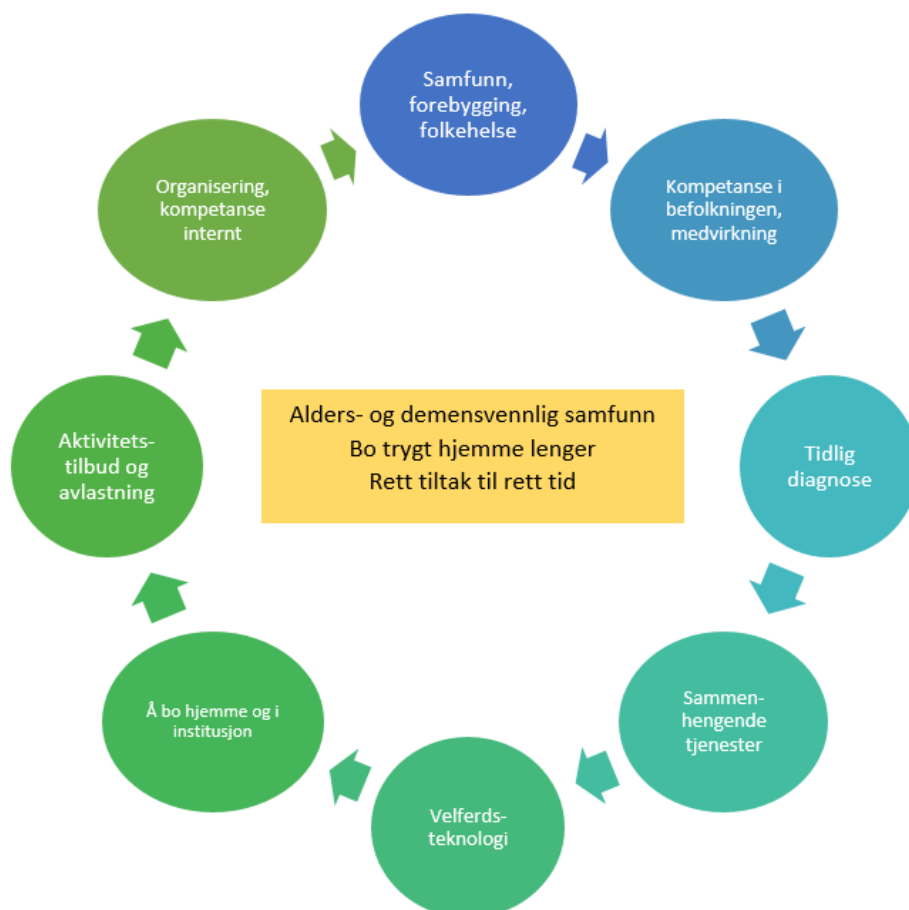 Samfunn,
forebygging,
folkehelse
Kompetanse i
befolkningen,
medvirkning
Tidlig
diagnose
Sammen-
hengende
tjenester
Velferds-
teknologi
Å bo hjemme og i
institusjon
Aktivitets-
tilbud og
avlastning
Organisering,
kompetanse
internt
Alders- og demensvennlig samfunn
Bo trygt hjemme lenger
Rett tiltak til rett tid